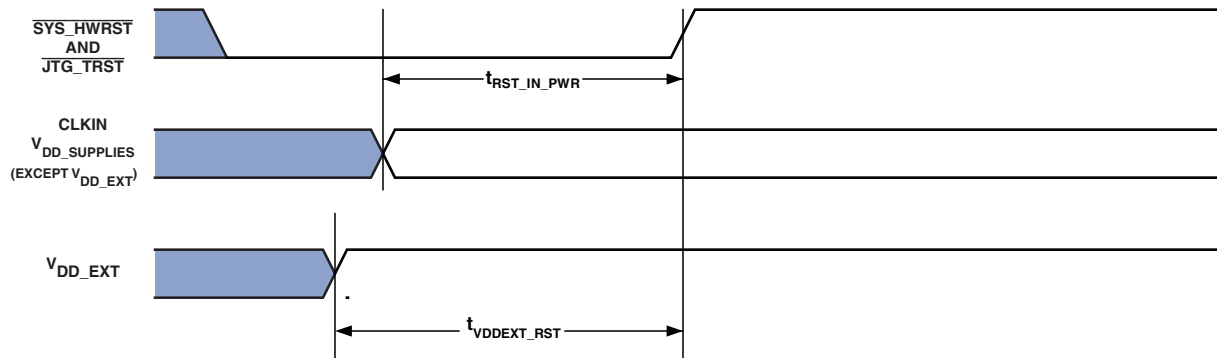 SYS_HWRST
AND
JTG_TRST
tRST_IN_PWR
CLKIN
VDD_SUPPLIES
(EXCEPT VDD_EXT)
VDD_EXT
tVDDEXT_RST